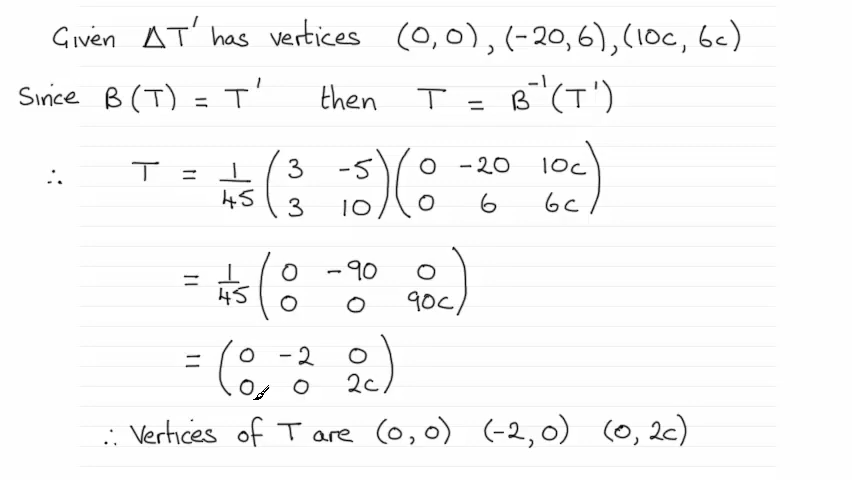 Given ΔT' has vertices (0,0), (-20,6), (10c, 6c)
Since B(T) = T' then T = B⁻¹(T')
∴ T = 1/45 (3 -5 / 3 10) (0 -20 10c / 0 6 6c)
= 1/45 (0 -90 0 / 0 0 90c)
= (0 -2 0 / 0 0 2c)
∴ Vertices of T are (0,0) (-2,0) (0,2c)